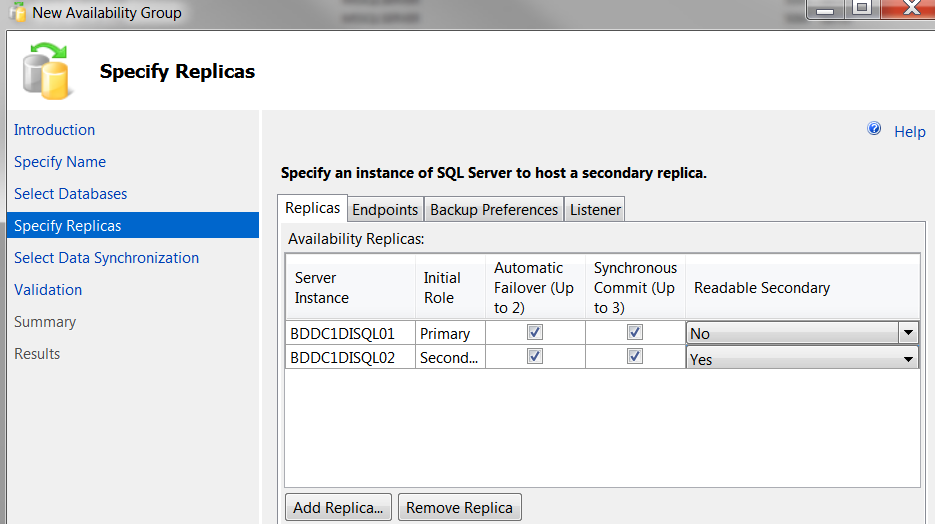 New Availability Group
Specify Replicas
Introduction
Specify Name
Select Databases
Specify Replicas
Select Data Synchronization
Validation
Summary
Results
Help
Specify an instance of SQL Server to host a secondary replica.
Replicas Endpoints Backup Preferences Listener
Availability Replicas:
Server
Instance
Initial
Role
Automatic
Failover (Up
to 2)
Synchronous
Commit (Up
to 3)
Readable Secondary
BDDC1DISQL01 Primary No
BDDC1DISQL02 Second... Yes
Add Replica... Remove Replica